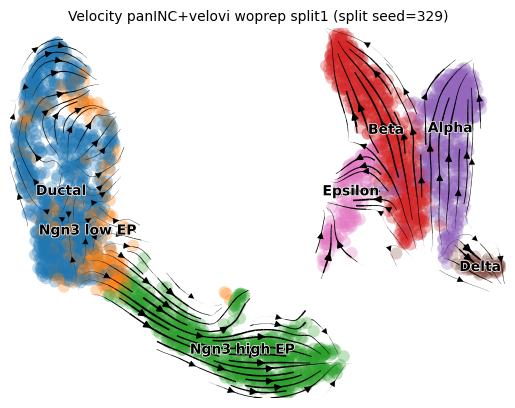 Velocity panINC+velovi woprep split1 (split seed=329)
Beta
Alpha
Ductal
Epsilon
Ngn3 low EP
Delta
Ngn3 high EP